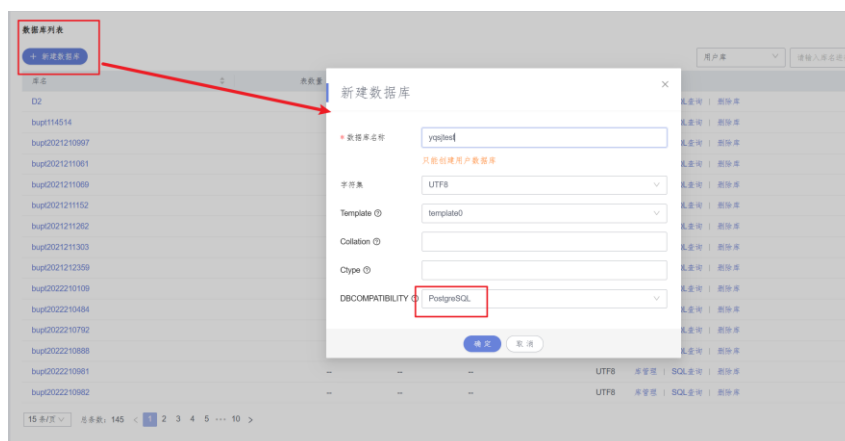 数据库列表
+ 新建数据库
用户库
请输入库名进
库名 表数量
D2 SQL查询 | 删除库
bupt114514 SQL查询 | 删除库
bupt2021210997 SQL查询 | 删除库
bupt2021211061 SQL查询 | 删除库
bupt2021211069 SQL查询 | 删除库
bupt2021211152 SQL查询 | 删除库
bupt2021211262 SQL查询 | 删除库
bupt2021211303 SQL查询 | 删除库
bupt2021212359 SQL查询 | 删除库
bupt2022210109 SQL查询 | 删除库
bupt2022210484 SQL查询 | 删除库
bupt2022210792 SQL查询 | 删除库
bupt2022210888 SQL查询 | 删除库
bupt2022210981 -- -- -- UTF8 库管理 | SQL查询 | 删除库
bupt2022210982 -- -- -- UTF8 库管理 | SQL查询 | 删除库
15 条/页 总条数: 145 < 1 2 3 4 5 ··· 10 >
新建数据库
* 数据库名称 yqsjtest
只能创建用户数据库
字符集 UTF8
Template template0
Collation
Ctype
DBCOMPATIBILITY PostgreSQL
确定 取消